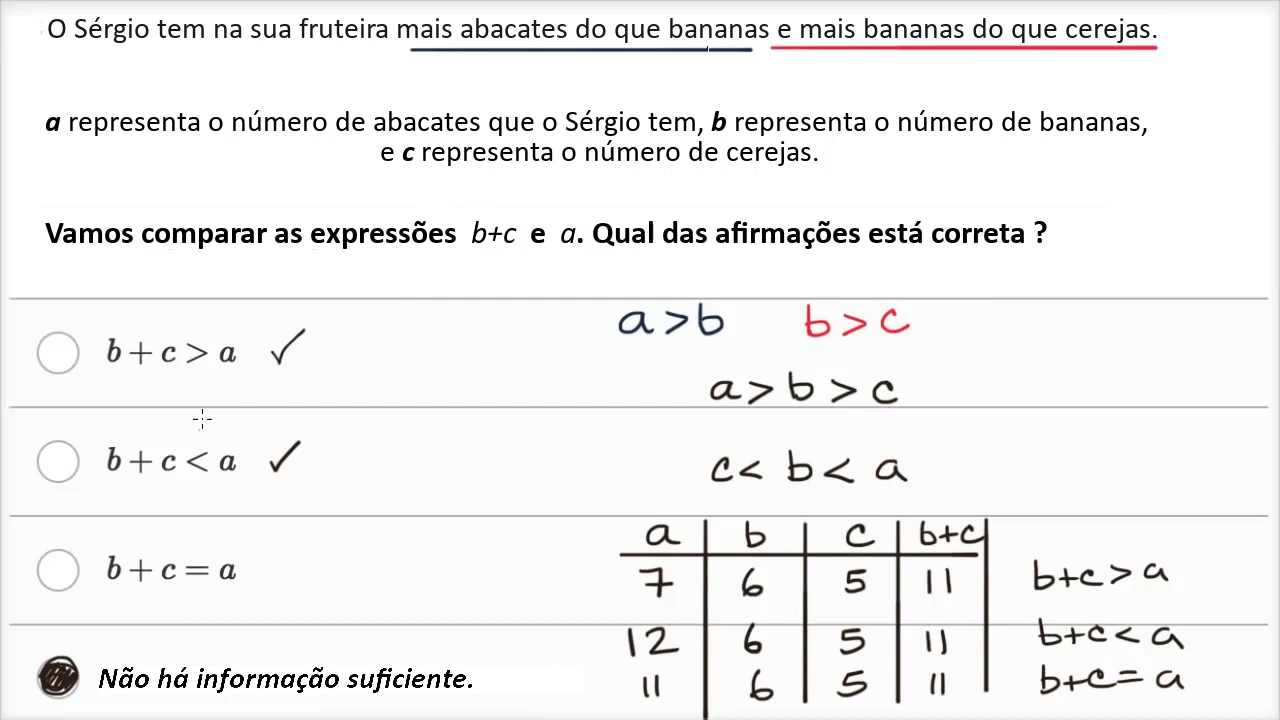 O Sérgio tem na sua fruteira mais abacates do que bananas e mais bananas do que cerejas.
a representa o número de abacates que o Sérgio tem, b representa o número de bananas,
e c representa o número de cerejas.
Vamos comparar as expressões b+c e a. Qual das afirmações está correta ?
a > b b > c
b + c > a ✓
a > b > c
b + c < a ✓
c < b < a
a b c b+c
b + c = a
7 6 5 11 b+c > a
12 6 5 11 b+c < a
Não há informação suficiente.
11 6 5 11 b+c = a